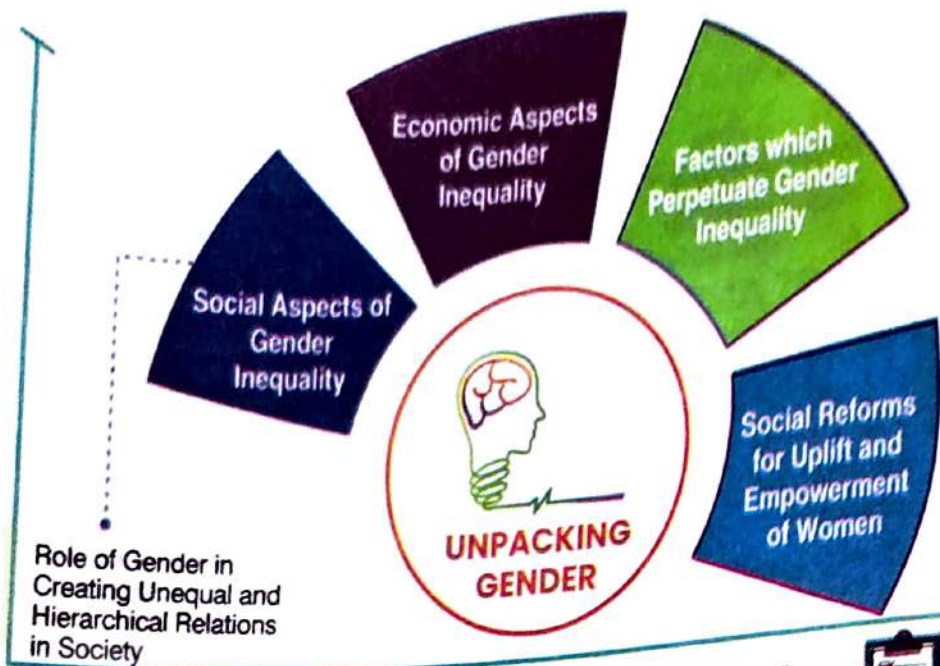 Economic Aspects
of Gender
Inequality
Factors which
Perpetuate Gender
Inequality
Social Aspects of
Gender
Inequality
Social Reforms
for Uplift and
Empowerment
of Women
UNPACKING
GENDER
Role of Gender in
Creating Unequal and
Hierarchical Relations
in Society